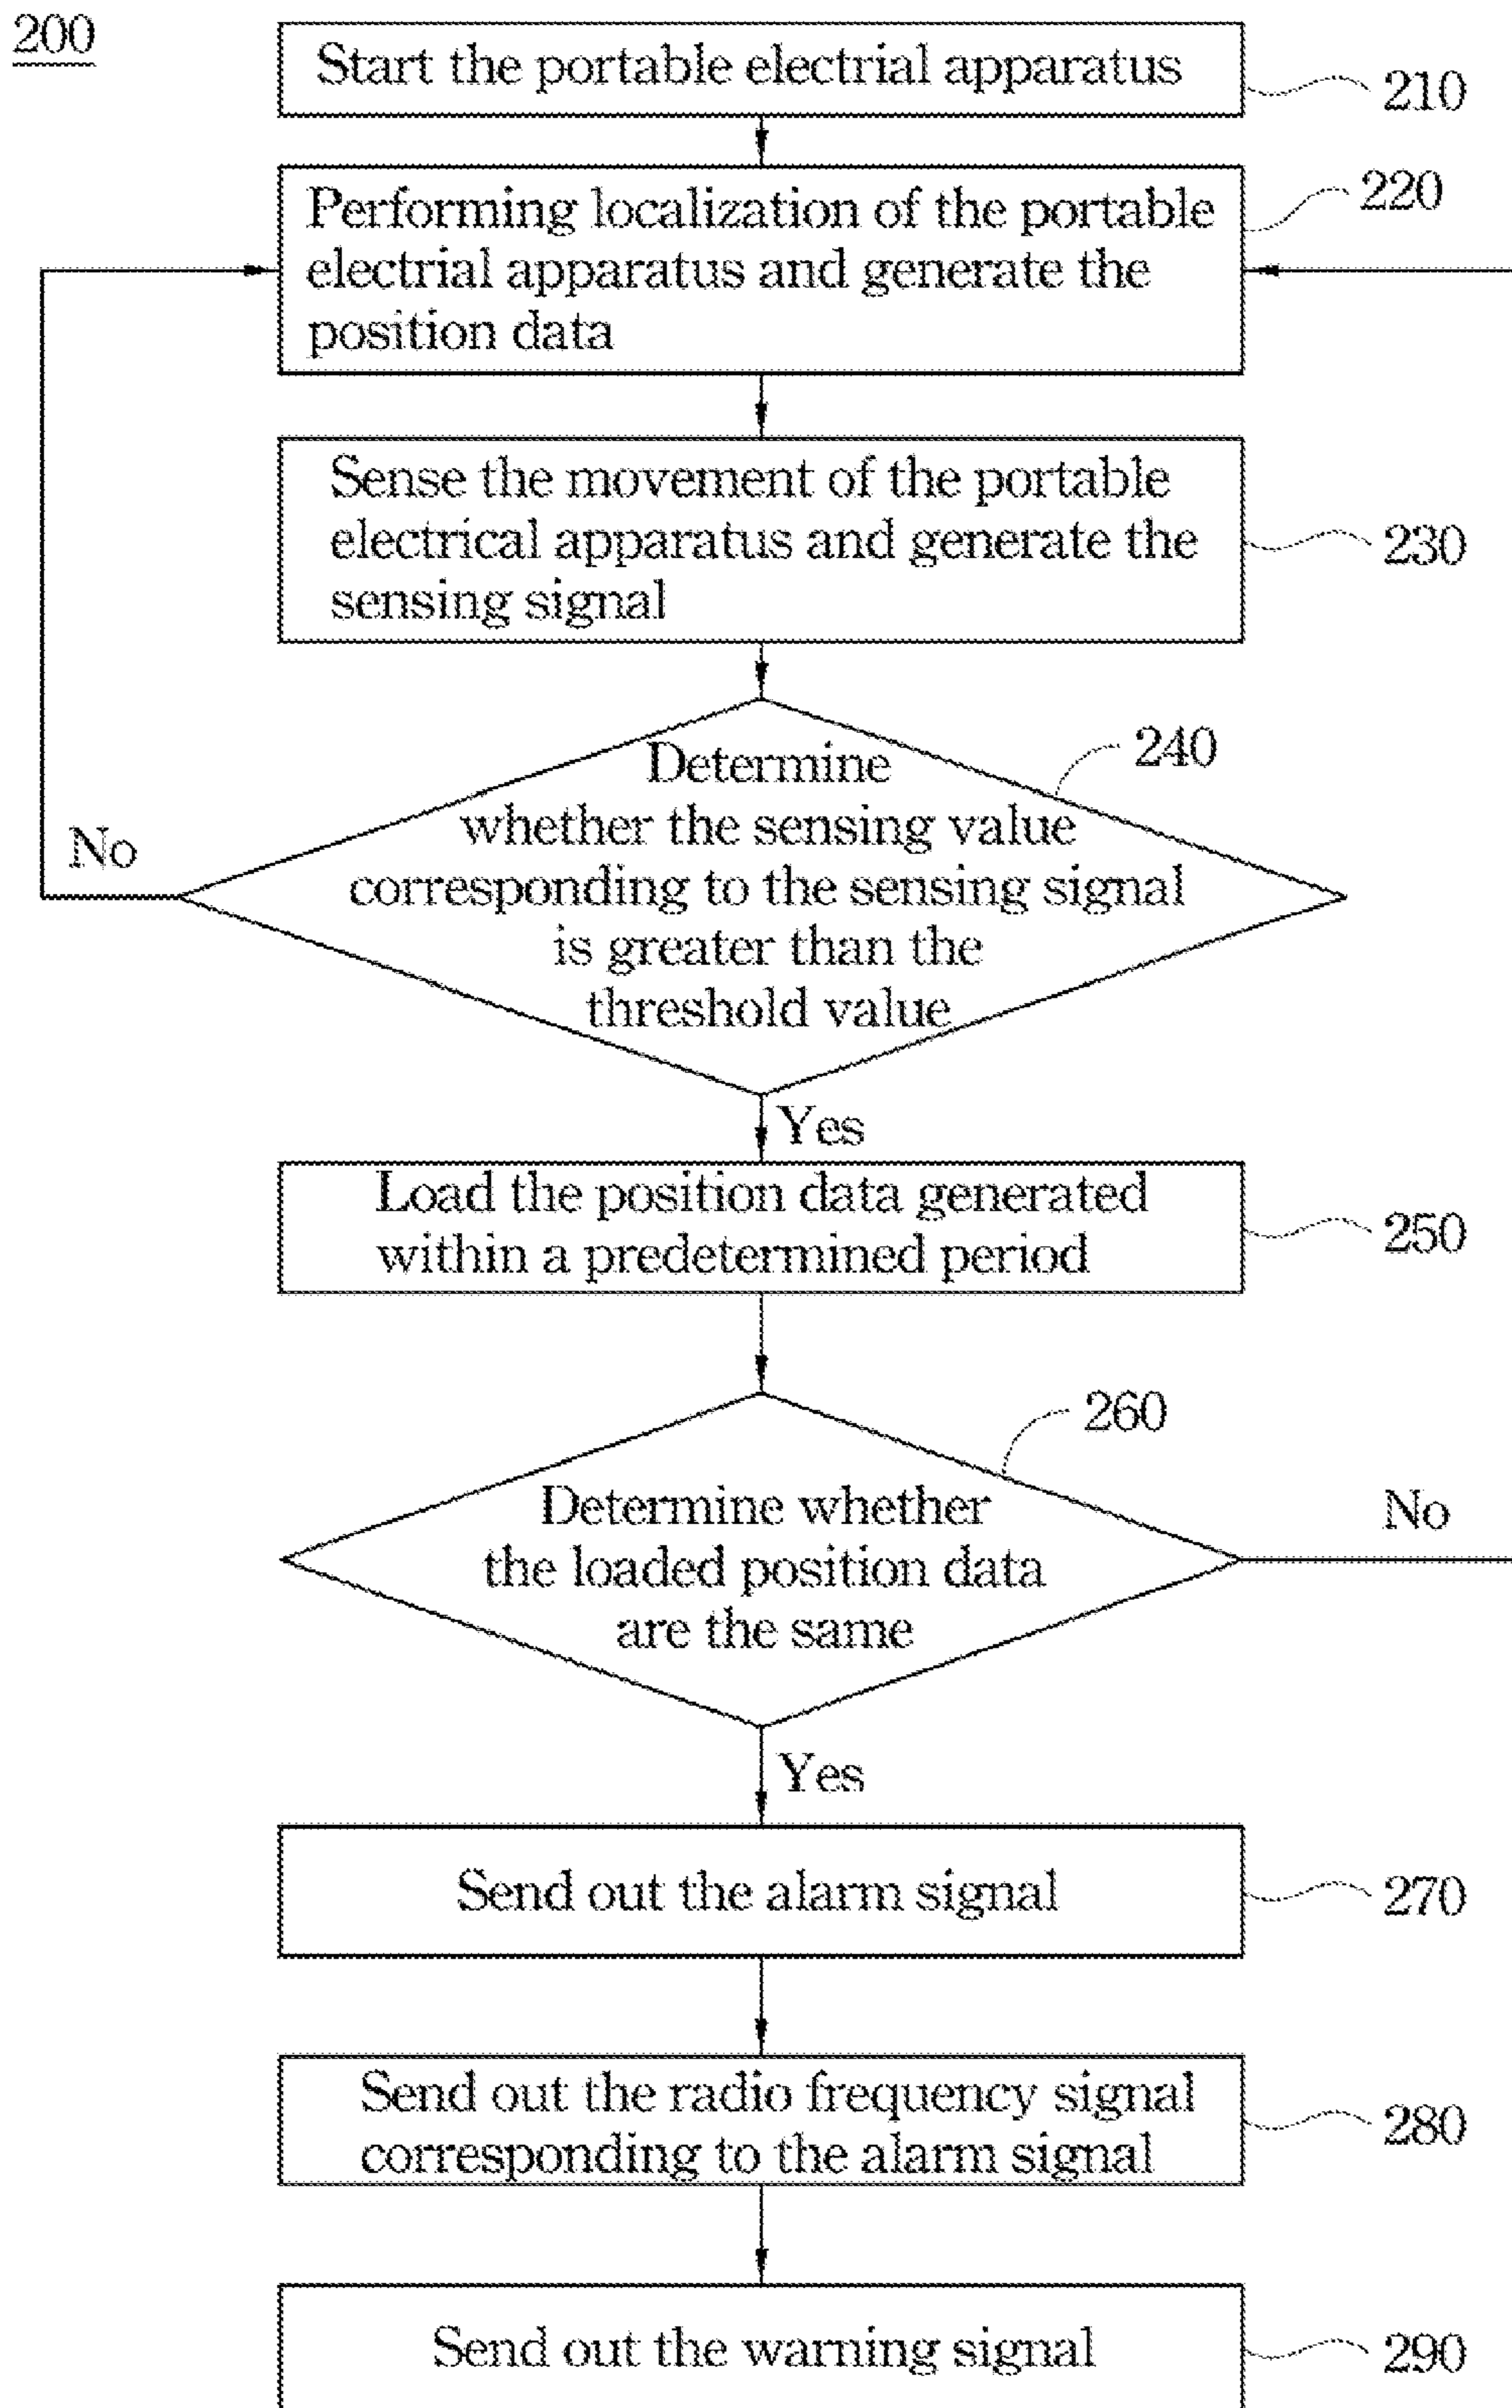 200
Start the portable electrial apparatus
210
Performing localization of the portable
electrial apparatus and generate the
position data
220
Sense the movement of the portable
electrical apparatus and generate the
sensing signal
230
Determine
whether the sensing value
corresponding to the sensing signal
is greater than the
threshold value
240
No
Yes
Load the position data generated
within a predetermined period
250
Determine whether
the loaded position data
are the same
260
No
Yes
Send out the alarm signal
270
Send out the radio frequency signal
corresponding to the alarm signal
280
Send out the warning signal
290